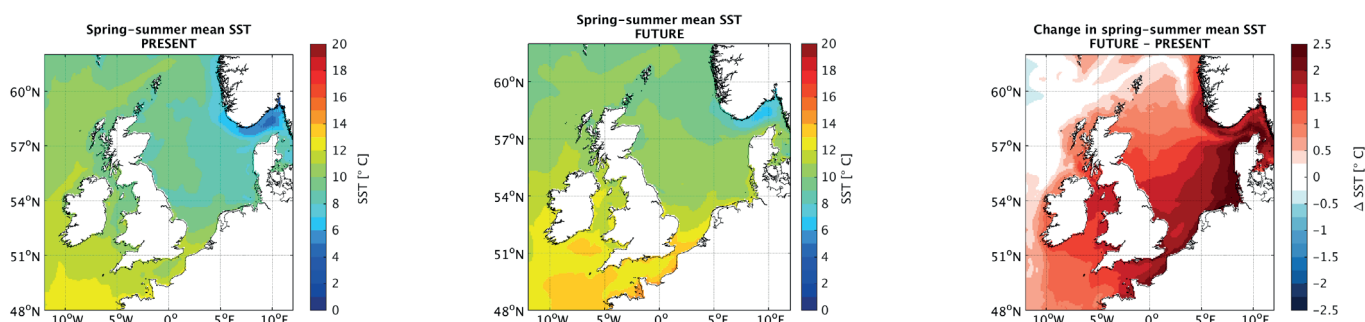 Spring-summer mean SST
PRESENT
60°N
57°N
54°N
51°N
48°N
10°W
5°W
0°
5°E
10°E
20
18
16
14
12
10
8
6
4
2
0
SST [° C]
Spring-summer mean SST
FUTURE
60°N
57°N
54°N
51°N
48°N
10°W
5°W
0°
5°E
10°E
20
18
16
14
12
10
8
6
4
2
0
SST [° C]
Change in spring-summer mean SST
FUTURE - PRESENT
60°N
57°N
54°N
51°N
48°N
10°W
5°W
0°
5°E
10°E
2.5
2
1.5
1
0.5
0
−0.5
−1
−1.5
−2
−2.5
Δ SST [° C]